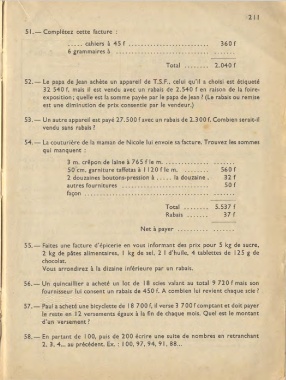 211
51. — Complétez cette facture :
..... cahiers à 45 f ........................ 360 f
6 grammaires à ........................ ......
Total ....... 2.040 f
52. — Le papa de Jean achète un appareil de T.S.F., celui qu'il a choisi est étiqueté
32 540 f, mais il est vendu avec un rabais de 2.540 f en raison de la foire-
exposition ; quelle est la somme payée par le papa de Jean ? (Le rabais ou remise
est une diminution de prix consentie par le vendeur.)
53. — Un autre appareil est payé 27.500 f avec un rabais de 2.300 f. Combien serait-il
vendu sans rabais ?
54. — La couturière de la maman de Nicole lui envoie sa facture. Trouvez les sommes
qui manquent :
3 m. crêpon de laine à 765 f le m. ............ ......
50 cm. garniture taffetas à 1 120 f le m. ...... 560 f
2 douzaines boutons-pression à ...... la douzaine . 32 f
autres fournitures ........................ 50 f
façon ........................ ......
Total ....... 5.537 f
Rabais ....... 37 f
Net à payer ....... ......
55. — Faites une facture d'épicerie en vous informant des prix pour 5 kg de sucre,
2 kg de pâtes alimentaires, 1 kg de sel, 2 l d'huile, 4 tablettes de 125 g de
chocolat.
Vous arrondirez à la dizaine inférieure par un rabais.
56. — Un quincaillier a acheté un lot de 18 scies valant au total 9 720 f mais son
fournisseur lui consent un rabais de 450 f. A combien lui revient chaque scie ?
57. — Paul a acheté une bicyclette de 18 700 f, il verse 3 700 f comptant et doit payer
le reste en 12 versements égaux à la fin de chaque mois. Quel est le montant
d'un versement ?
58. — En partant de 100, puis de 200 écrire une suite de nombres en retranchant
2, 3, 4... au précédent. Ex. : 100, 97, 94, 91, 88...